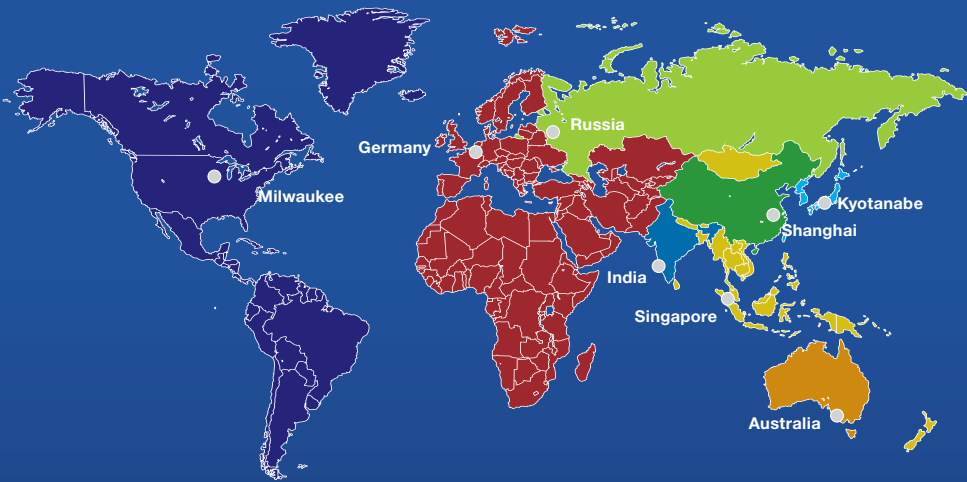 Russia
Germany
Milwaukee
Kyotanabe
Shanghai
India
Singapore
Australia